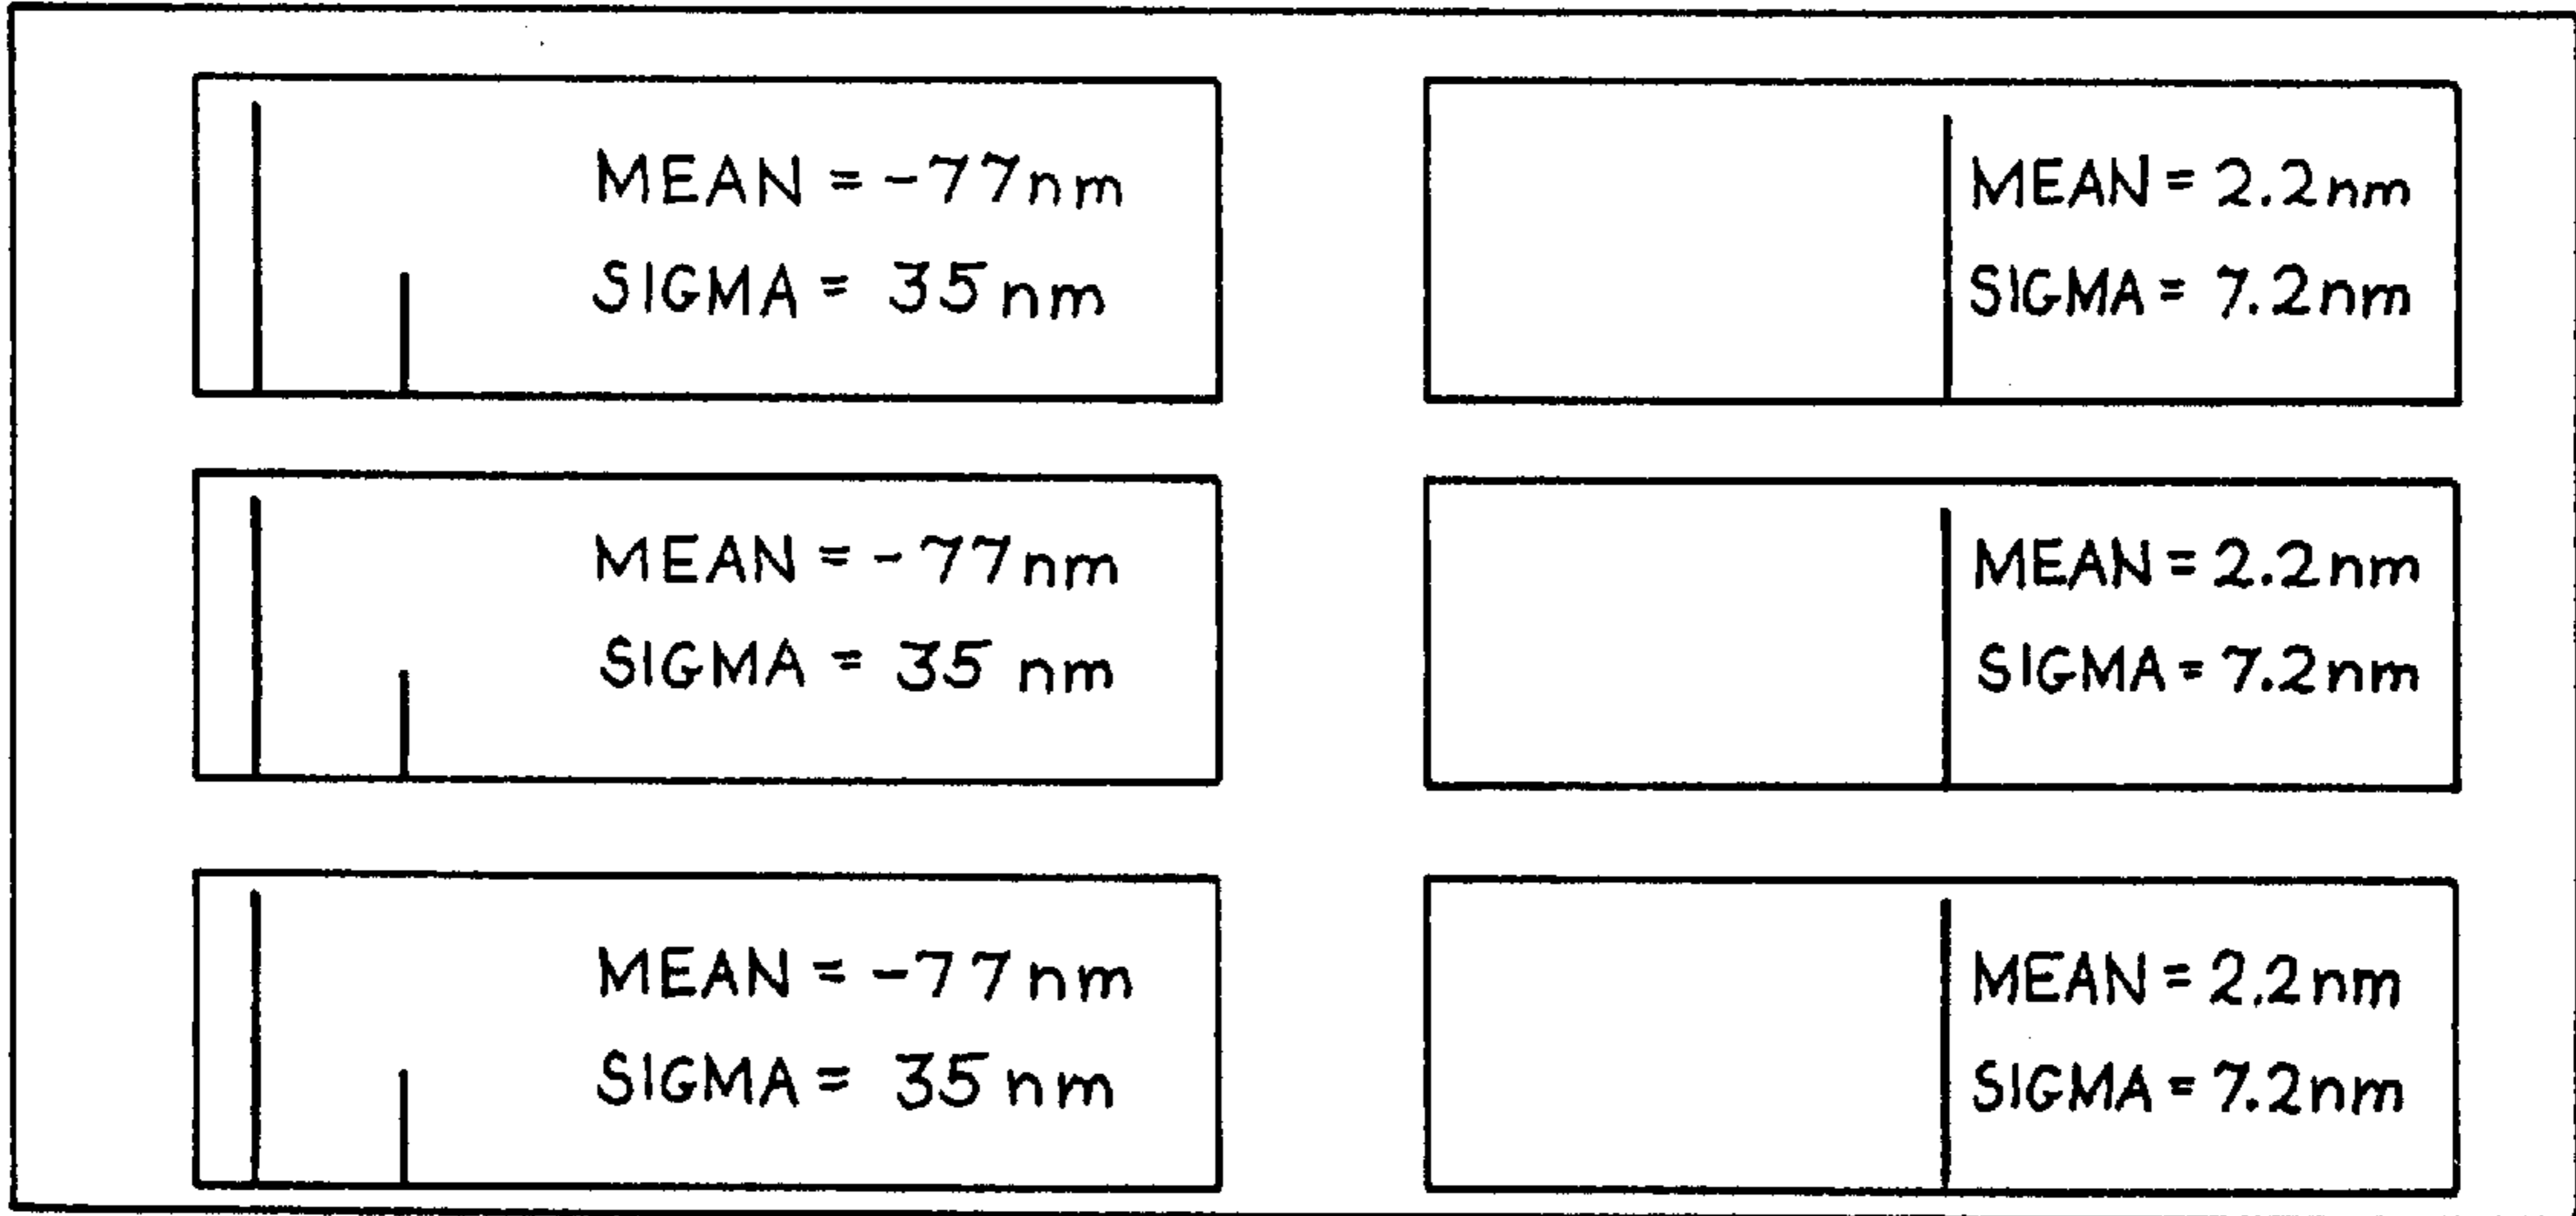 MEAN = -77nm
SIGMA = 35nm
MEAN = 2.2nm
SIGMA = 7.2nm
MEAN = -77nm
SIGMA = 35 nm
MEAN = 2.2nm
SIGMA = 7.2nm
MEAN = -77nm
SIGMA = 35nm
MEAN = 2.2nm
SIGMA = 7.2nm